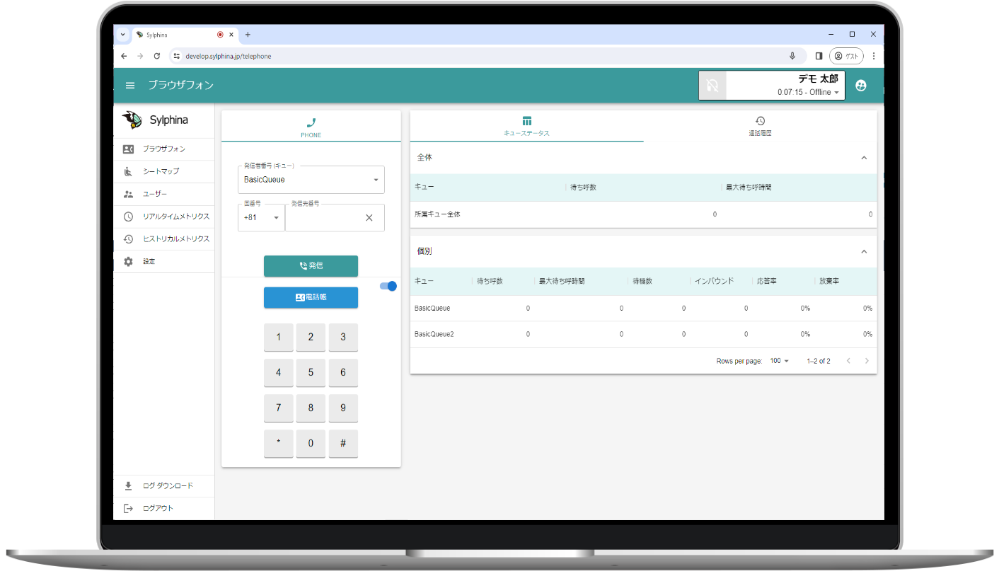 Sylphina
develop.sylphina.jp/telephone
ゲスト
ブラウザフォン
デモ 太郎
0:07:15 - Offline
Sylphina
ブラウザフォン
シートマップ
ユーザー
リアルタイムメトリクス
ヒストリカルメトリクス
設定
ログ ダウンロード
ログアウト
PHONE
発信者番号 (キュー)
BasicQueue
国番号
発信先番号
+81
発信
電話帳
1 2 3
4 5 6
7 8 9
* 0 #
キューステータス
通話履歴
全体
キュー 待ち呼数 最大待ち呼時間
所属キュー全体 0 0
個別
キュー 待ち呼数 最大待ち呼時間 待機数 インバウンド 応答率 放棄率
BasicQueue 0 0 0 0 0% 0%
BasicQueue2 0 0 0 0 0% 0%
Rows per page: 100 1–2 of 2